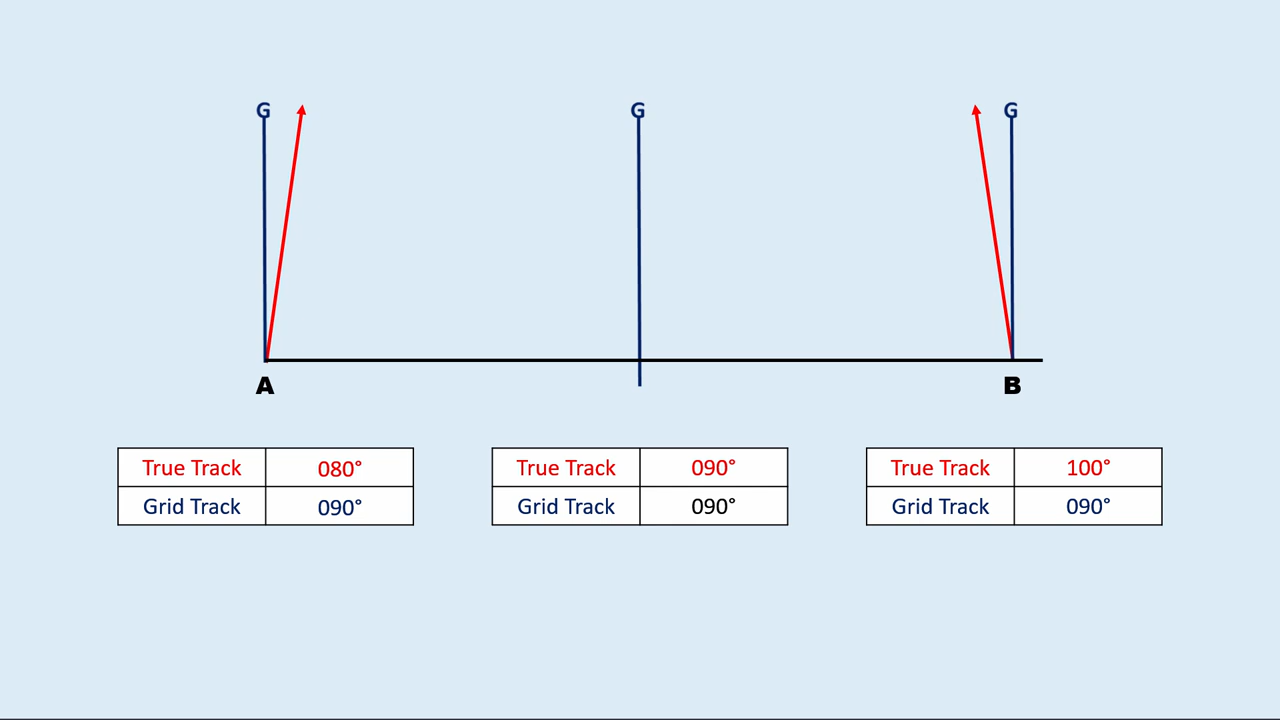 G
G
G
A
B
True Track 080°
Grid Track 090°
True Track 090°
Grid Track 090°
True Track 100°
Grid Track 090°